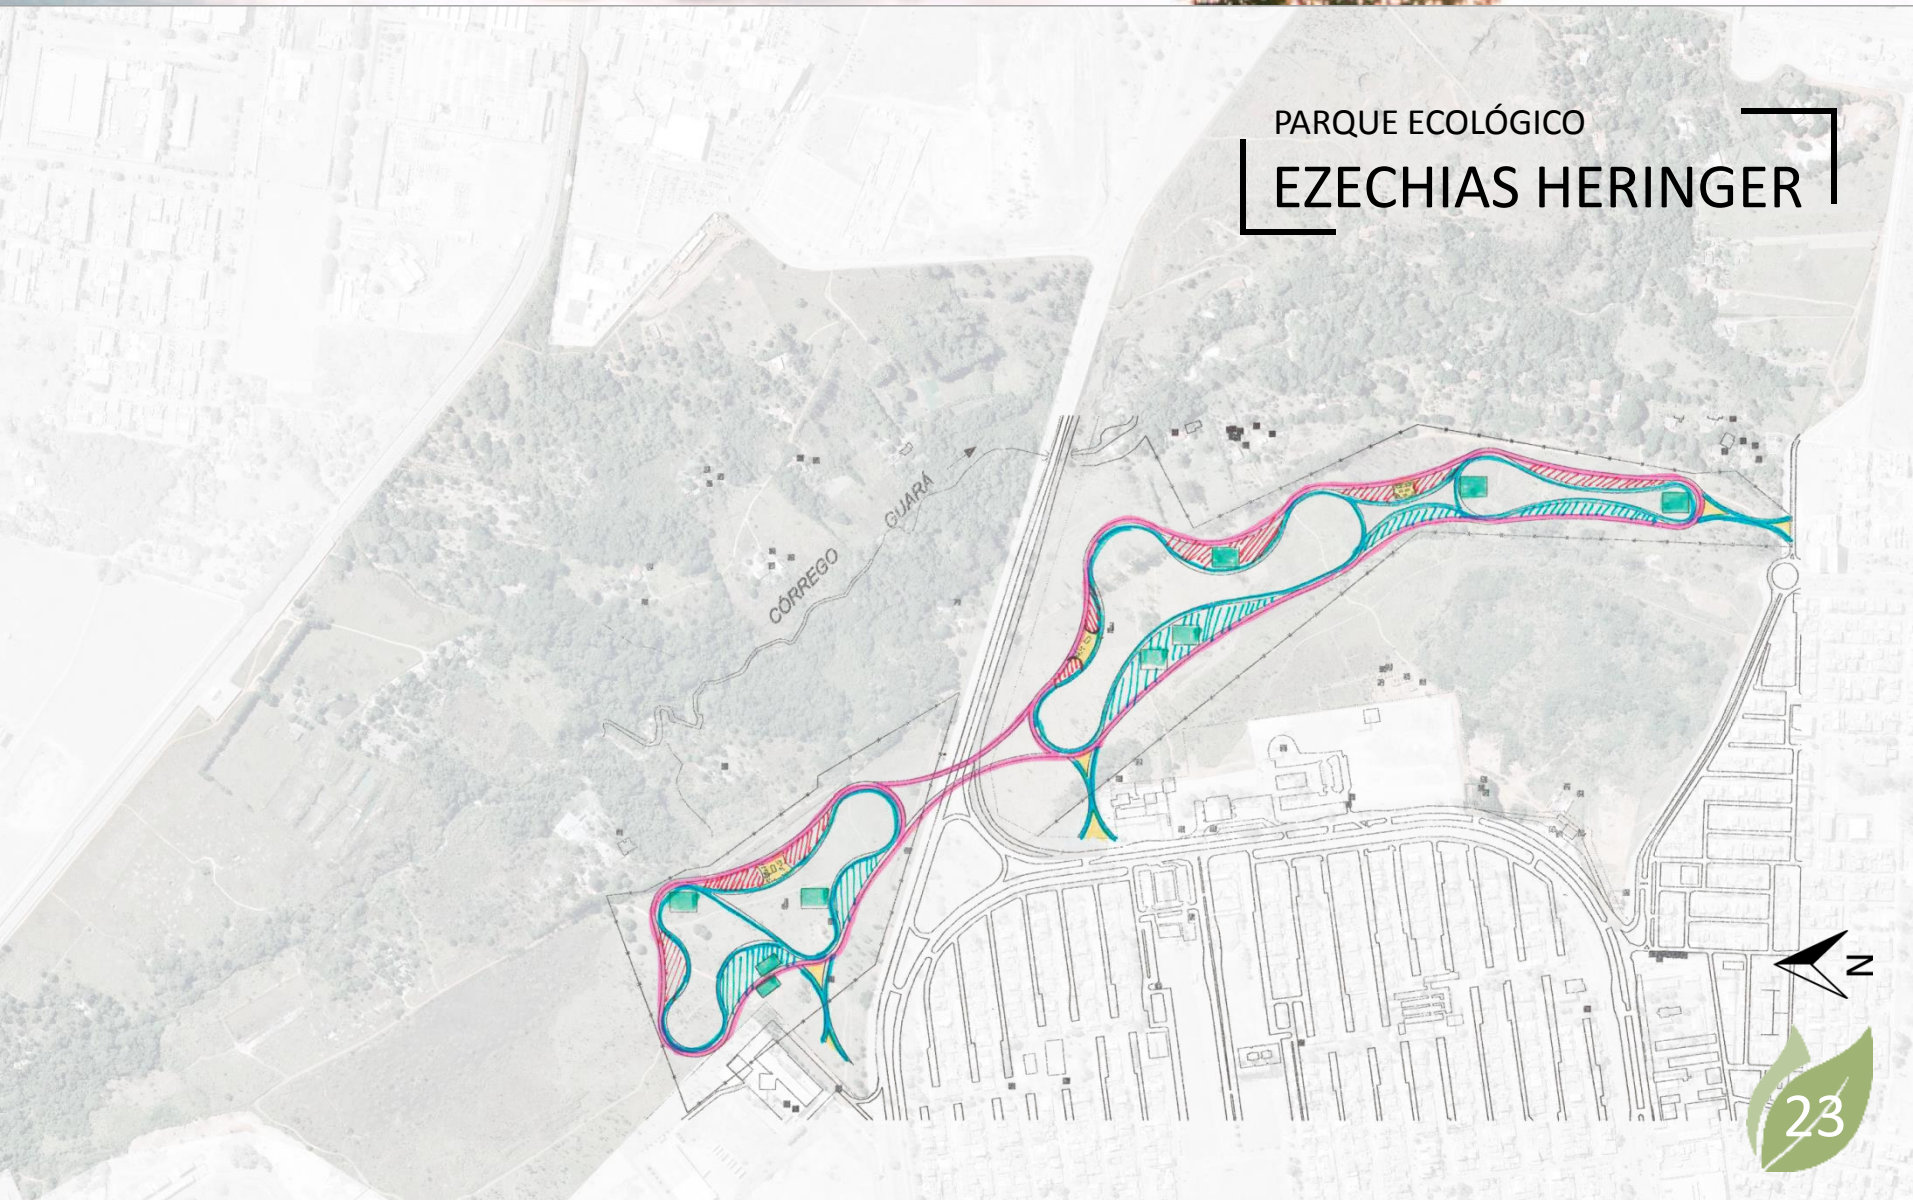 PARQUE ECOLÓGICO
EZECHIAS HERINGER
CÓRREGO GUARÁ
N
23